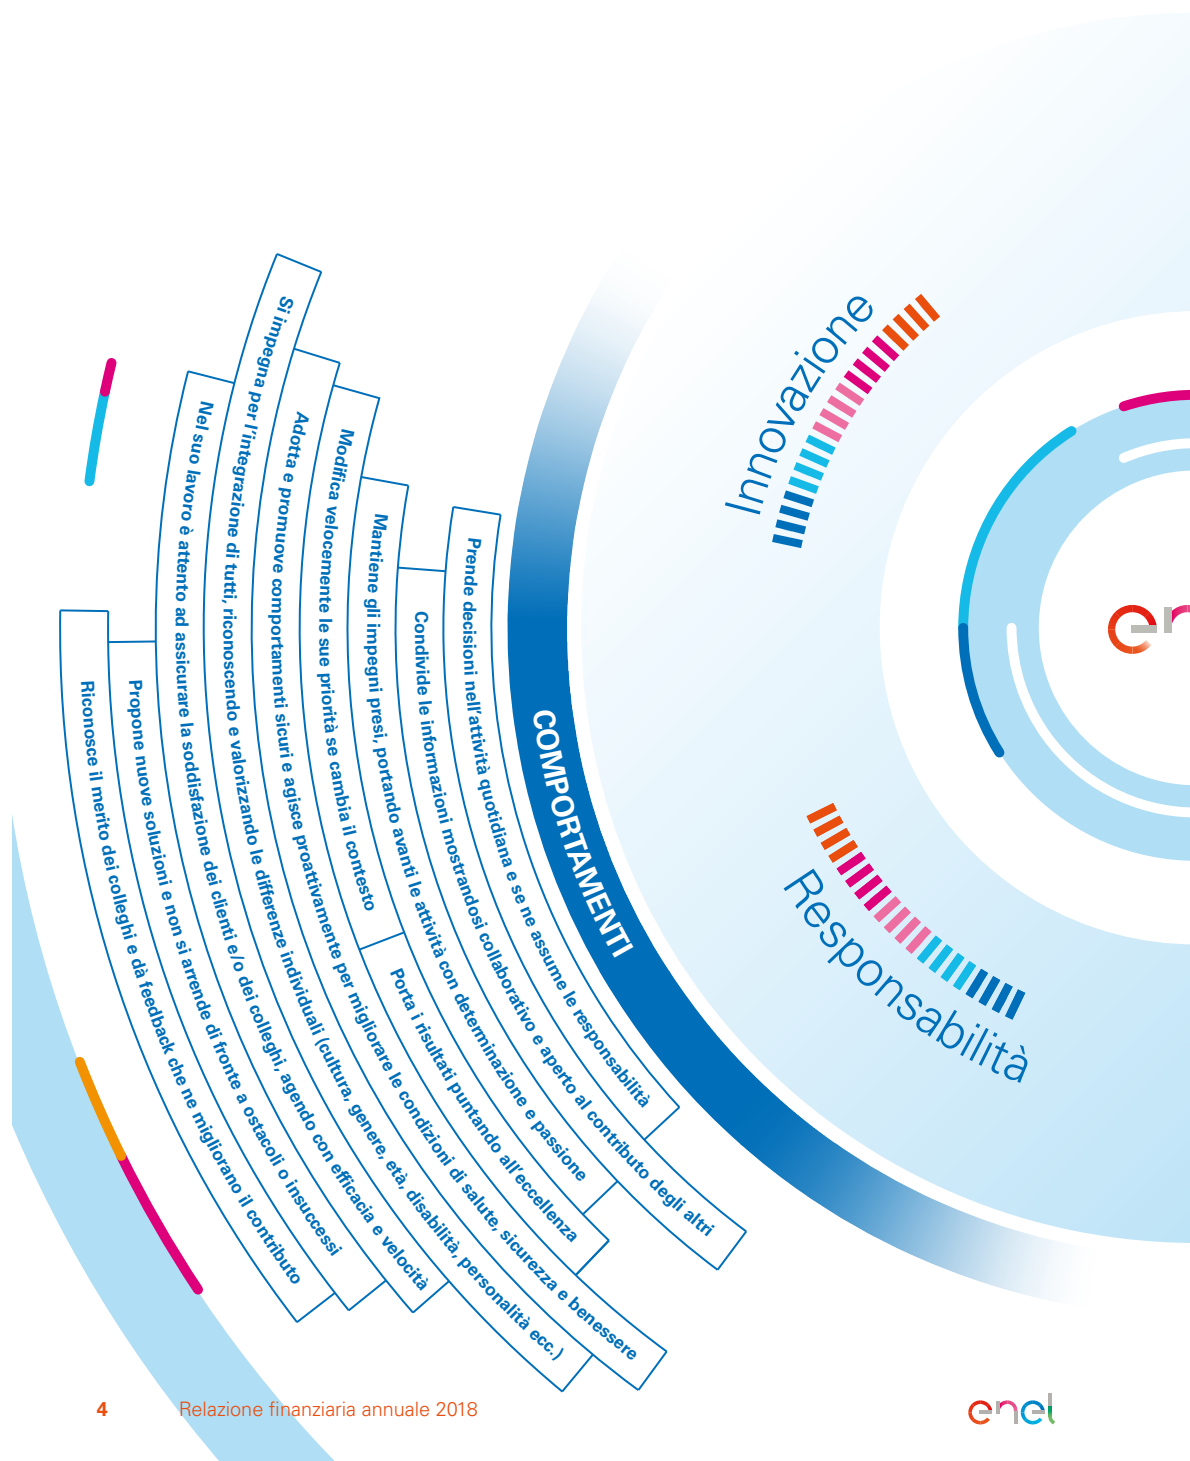 Innovazione
Responsabilità
COMPORTAMENTI
Prende decisioni nell'attività quotidiana e se ne assume le responsabilità
Condivide le informazioni mostrandosi collaborativo e aperto al contributo degli altri
Mantiene gli impegni presi, portando avanti le attività con determinazione e passione
Porta i risultati puntando all'eccellenza
Modifica velocemente le sue priorità se cambia il contesto
Adotta e promuove comportamenti sicuri e agisce proattivamente per migliorare le condizioni di salute, sicurezza e benessere
Si impegna per l'integrazione di tutti, riconoscendo e valorizzando le differenze individuali (cultura, genere, età, disabilità, personalità ecc.)
Nel suo lavoro è attento ad assicurare la soddisfazione dei clienti e/o dei colleghi, agendo con efficacia e velocità
Propone nuove soluzioni e non si arrende di fronte a ostacoli o insuccessi
Riconosce il merito dei colleghi e dà feedback che ne migliorano il contributo
4 Relazione finanziaria annuale 2018
enel